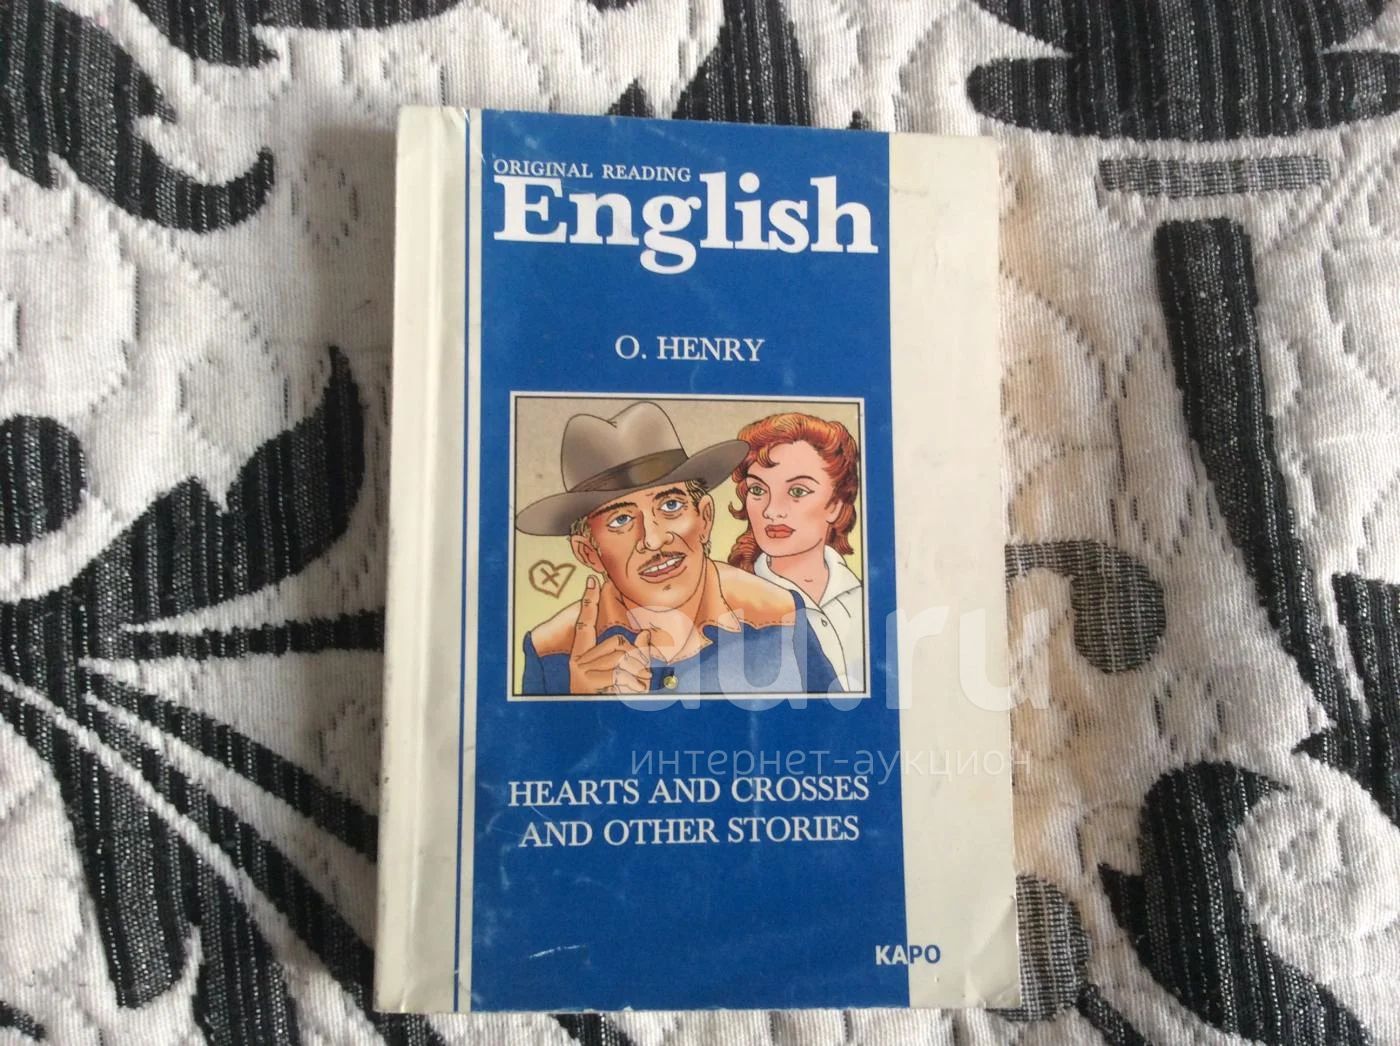 ORIGINAL READING
English
O. HENRY
au.ru
интернет-аукцион
HEARTS AND CROSSES
AND OTHER STORIES
КАРО